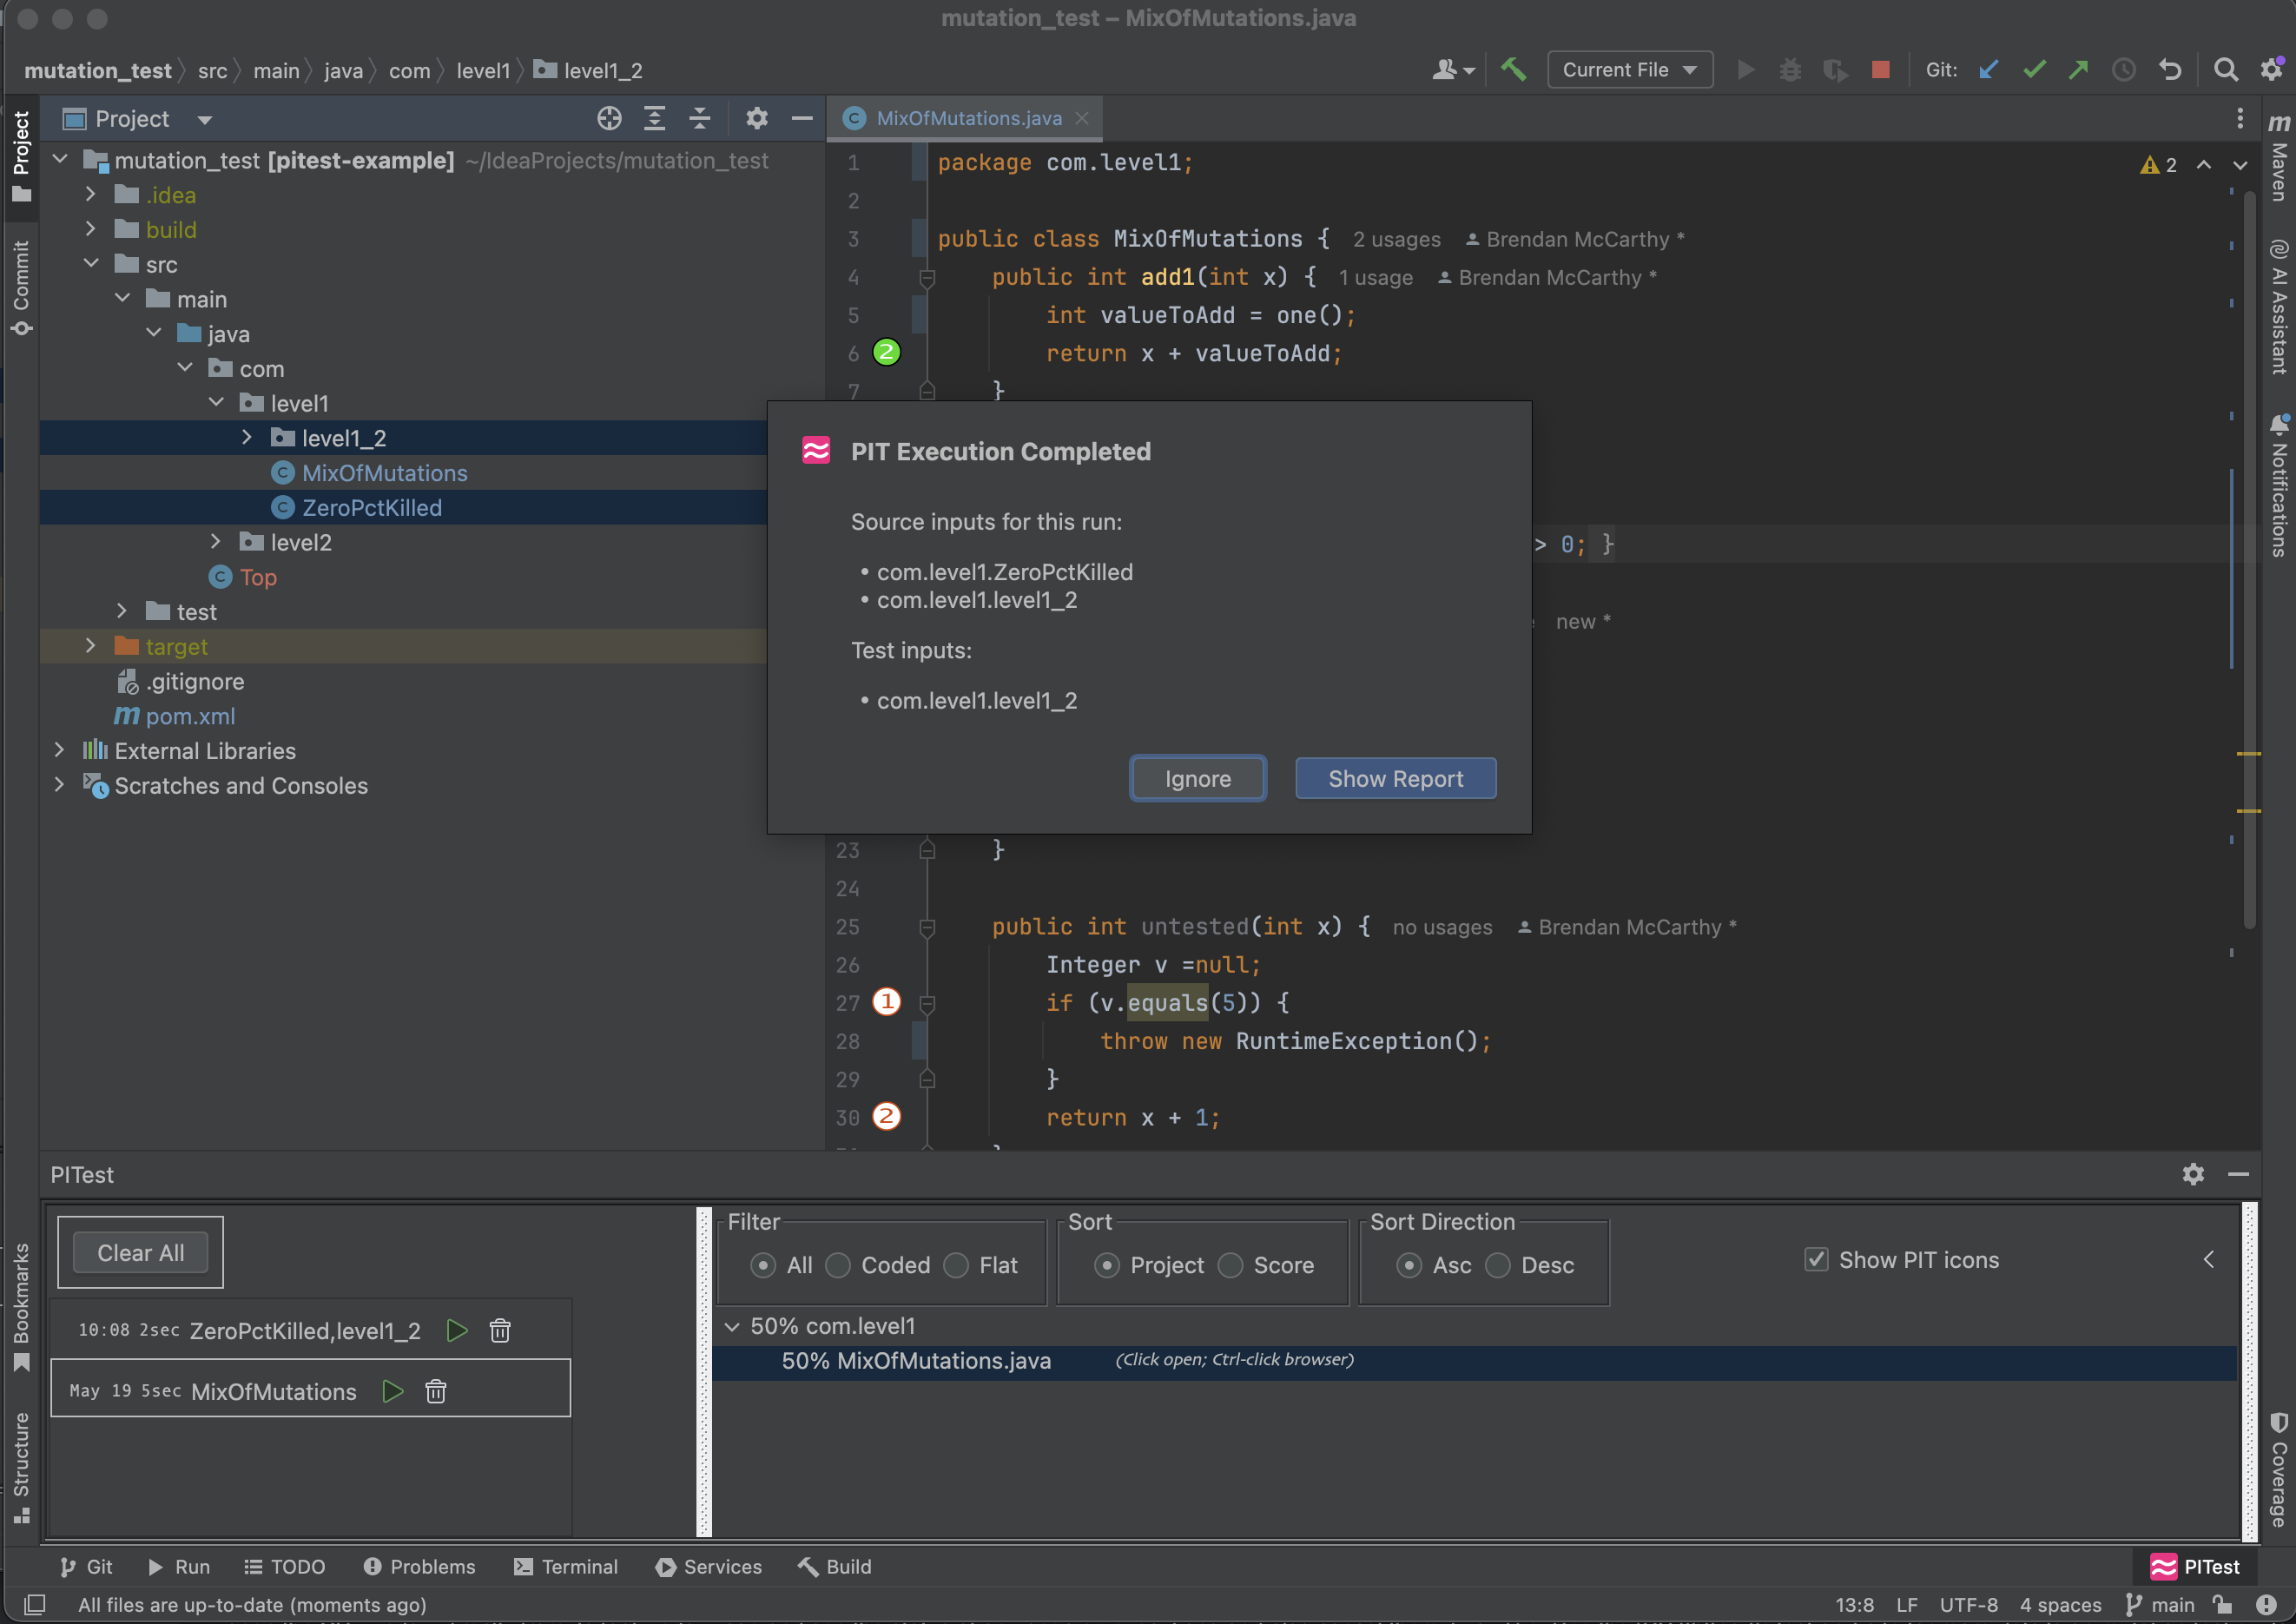 mutation_test – MixOfMutations.java
mutation_test src main java com level1 level1_2
Current File
Git:
Project
MixOfMutations.java
mutation_test [pitest-example] ~/IdeaProjects/mutation_test
.idea
build
src
main
java
com
level1
level1_2
MixOfMutations
ZeroPctKilled
level2
Top
test
target
.gitignore
pom.xml
External Libraries
Scratches and Consoles
Project
Commit
Bookmarks
Structure
1 package com.level1;
2
3 public class MixOfMutations { 2 usages Brendan McCarthy *
4 public int add1(int x) { 1 usage Brendan McCarthy *
5 int valueToAdd = one();
6 2 return x + valueToAdd;
7 }
> 0; }
new *
23 }
24
25 public int untested(int x) { no usages Brendan McCarthy *
26 Integer v =null;
27 1 if (v.equals(5)) {
28 throw new RuntimeException();
29 }
30 2 return x + 1;
2
m Maven
AI Assistant
Notifications
Coverage
PIT Execution Completed
Source inputs for this run:
• com.level1.ZeroPctKilled
• com.level1.level1_2
Test inputs:
• com.level1.level1_2
Ignore Show Report
PITest
Clear All
10:08 2sec ZeroPctKilled,level1_2
May 19 5sec MixOfMutations
Filter
All Coded Flat
Sort
Project Score
Sort Direction
Asc Desc
Show PIT icons
50% com.level1
50% MixOfMutations.java (Click open; Ctrl-click browser)
Git Run TODO Problems Terminal Services Build PITest
All files are up-to-date (moments ago) 13:8 LF UTF-8 4 spaces main